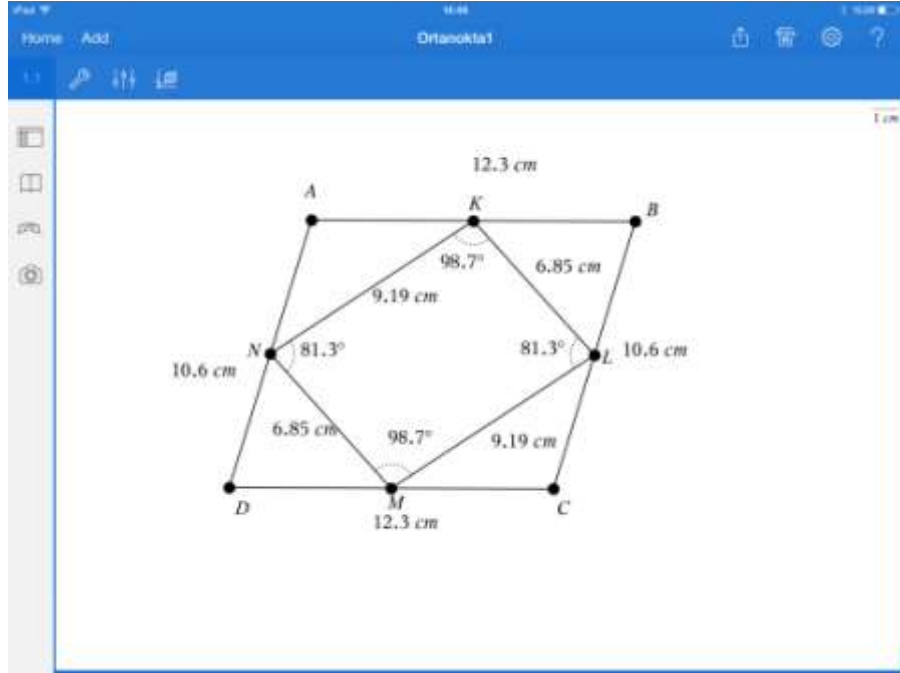 iPad
Home Add Ortanokta1 ?
1 cm
12.3 cm
A
K
B
98.7°
6.85 cm
9.19 cm
N
81.3°
81.3°
L
10.6 cm
10.6 cm
6.85 cm
98.7°
9.19 cm
D
M
C
12.3 cm